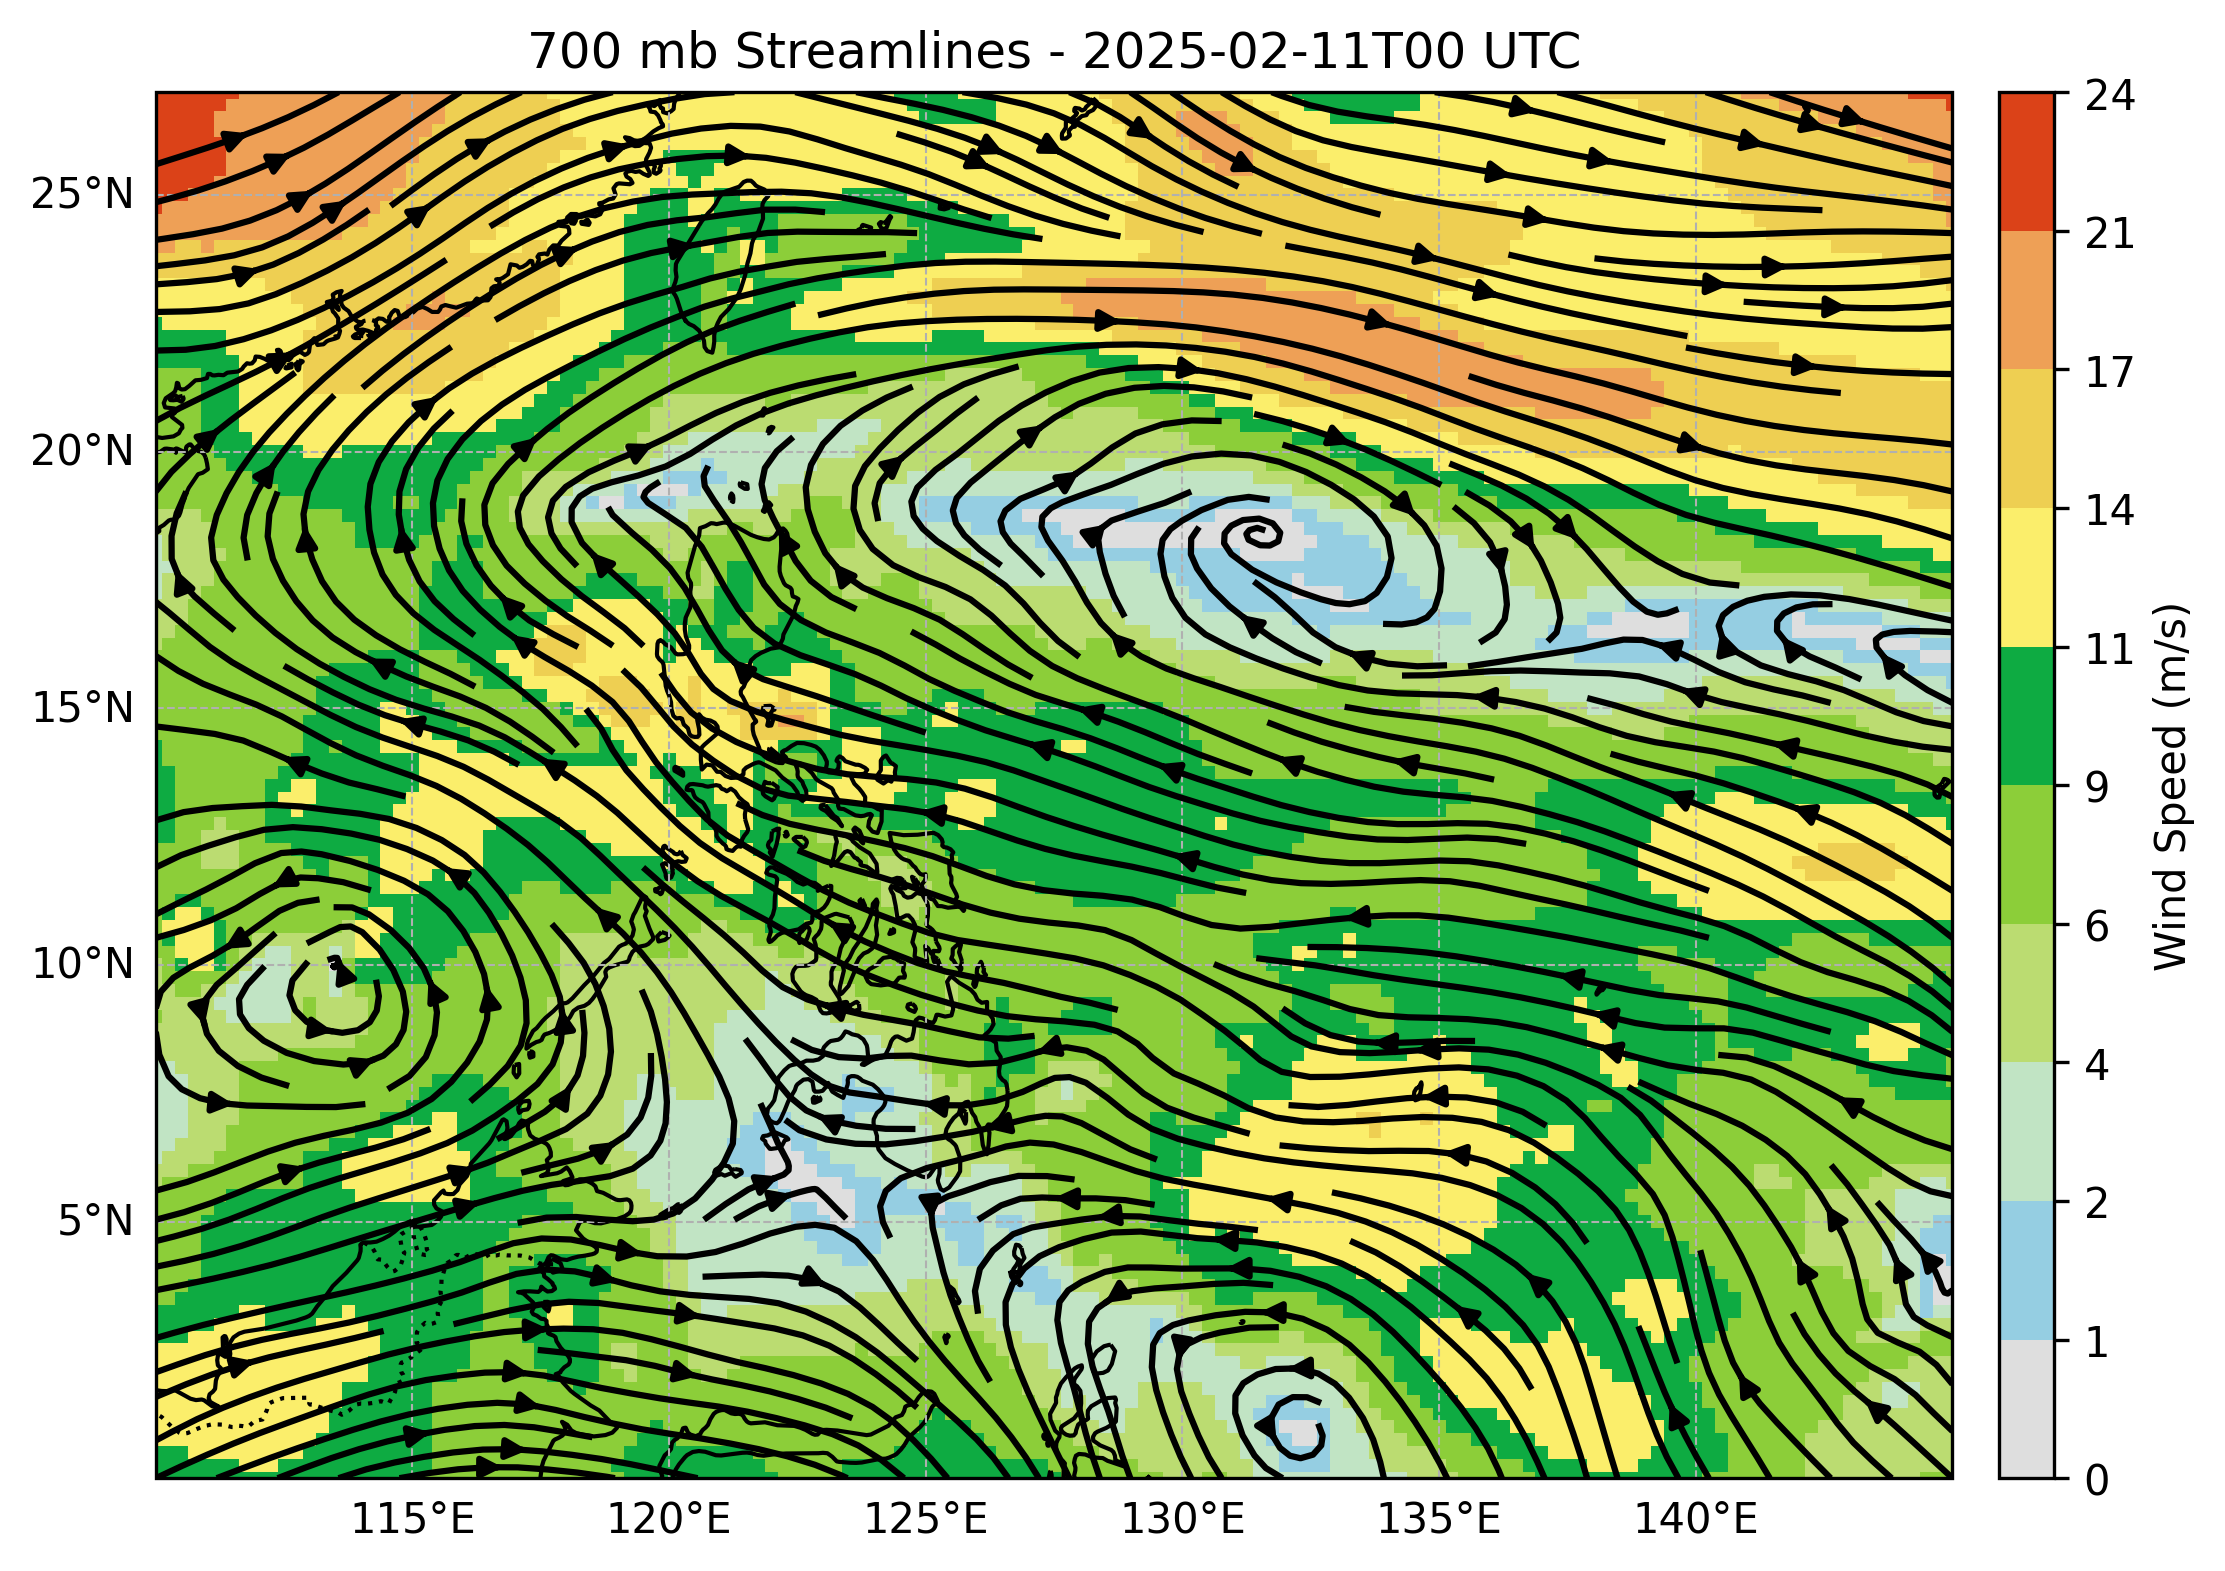 700 mb Streamlines - 2025-02-11T00 UTC
25°N
20°N
15°N
10°N
5°N
115°E
120°E
125°E
130°E
135°E
140°E
24
21
17
14
11
9
6
4
2
1
0
Wind Speed (m/s)